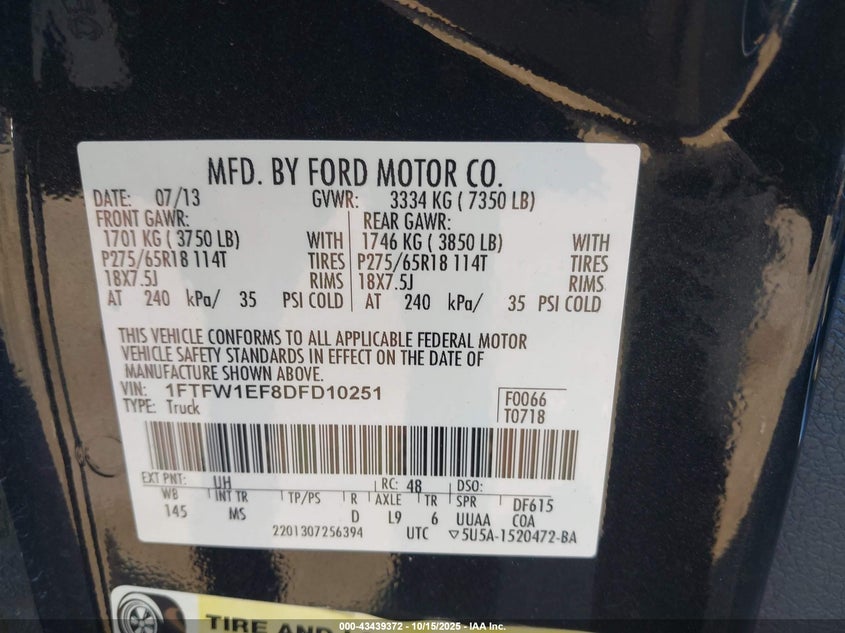 MFD. BY FORD MOTOR CO.
DATE: 07/13 GVWR: 3334 KG ( 7350 LB)
FRONT GAWR: REAR GAWR:
1701 KG ( 3750 LB) WITH 1746 KG ( 3850 LB) WITH
P275/65R18 114T TIRES P275/65R18 114T TIRES
18X7.5J RIMS 18X7.5J RIMS
AT 240 kPa/ 35 PSI COLD AT 240 kPa/ 35 PSI COLD
THIS VEHICLE CONFORMS TO ALL APPLICABLE FEDERAL MOTOR
VEHICLE SAFETY STANDARDS IN EFFECT ON THE DATE OF
MANUFACTURE SHOWN ABOVE.
VIN: 1FTFW1EF8DFD10251 F0066
TYPE: Truck T0718
EXT PNT: UH RC: 48 DSO:
WB INT TR TP/PS R AXLE TR SPR DF615
145 MS D L9 6 UUAA COA
2201307256394 UTC ▽5U5A-1520472-BA
TIRE AND
000-43439372 - 10/15/2025 - IAA Inc.